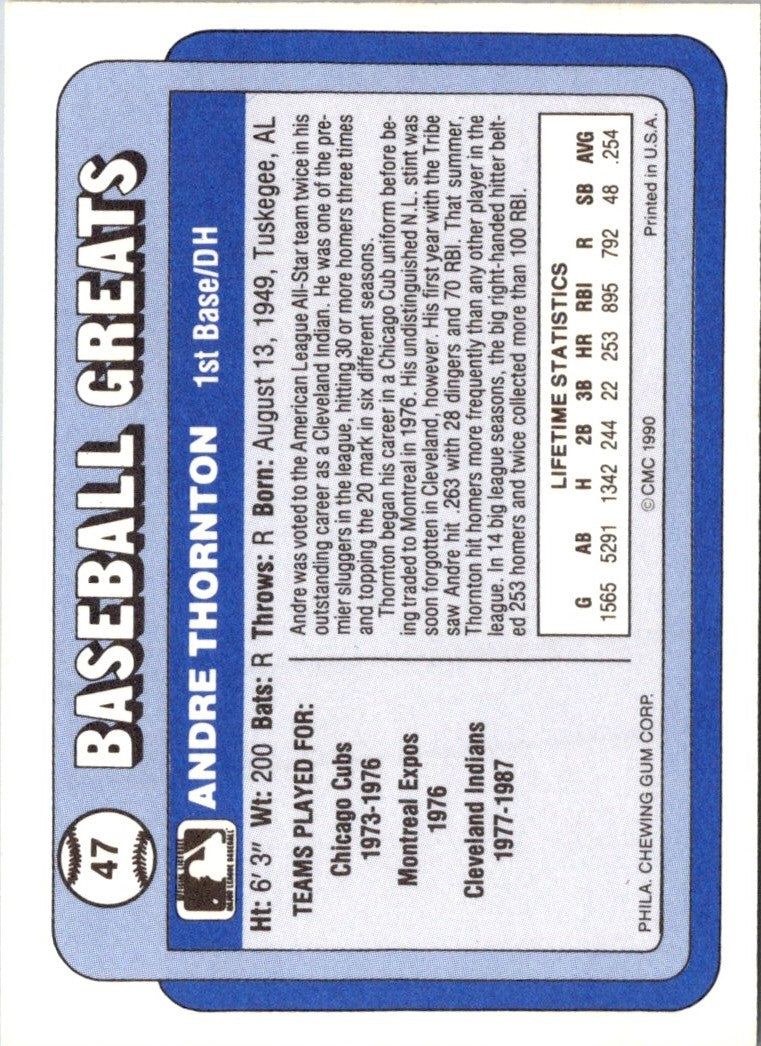 47
BASEBALL GREATS
ANDRE THORNTON 1st Base/DH
MAJOR LEAGUE BASEBALL
Ht: 6' 3" Wt: 200 Bats: R Throws: R Born: August 13, 1949, Tuskegee, AL
TEAMS PLAYED FOR:
Chicago Cubs
1973-1976
Montreal Expos
1976
Cleveland Indians
1977-1987
Andre was voted to the American League All-Star team twice in his
outstanding career as a Cleveland Indian. He was one of the pre-
mier sluggers in the league, hitting 30 or more homers three times
and topping the 20 mark in six different seasons.
Thornton began his career in a Chicago Cub uniform before be-
ing traded to Montreal in 1976. His undistinguished N.L. stint was
soon forgotten in Cleveland, however. His first year with the Tribe
saw Andre hit .263 with 28 dingers and 70 RBI. That summer,
Thornton hit homers more frequently than any other player in the
league. In 14 big league seasons, the big right-handed hitter belt-
ed 253 homers and twice collected more than 100 RBI.
LIFETIME STATISTICS
G AB H 2B 3B HR RBI R SB AVG
1565 5291 1342 244 22 253 895 792 48 .254
PHILA. CHEWING GUM CORP. © CMC 1990 Printed in U.S.A.